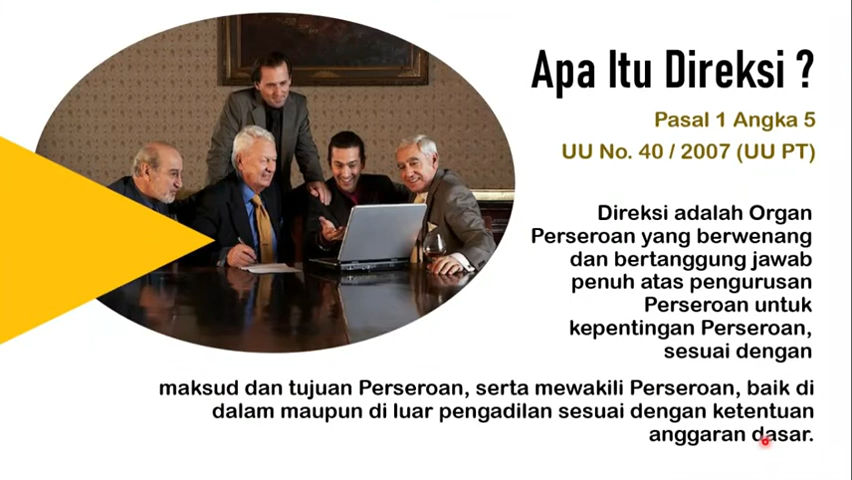 Apa Itu Direksi ?
Pasal 1 Angka 5
UU No. 40 / 2007 (UU PT)
Direksi adalah Organ
Perseroan yang berwenang
dan bertanggung jawab
penuh atas pengurusan
Perseroan untuk
kepentingan Perseroan,
sesuai dengan
maksud dan tujuan Perseroan, serta mewakili Perseroan, baik di
dalam maupun di luar pengadilan sesuai dengan ketentuan
anggaran dasar.